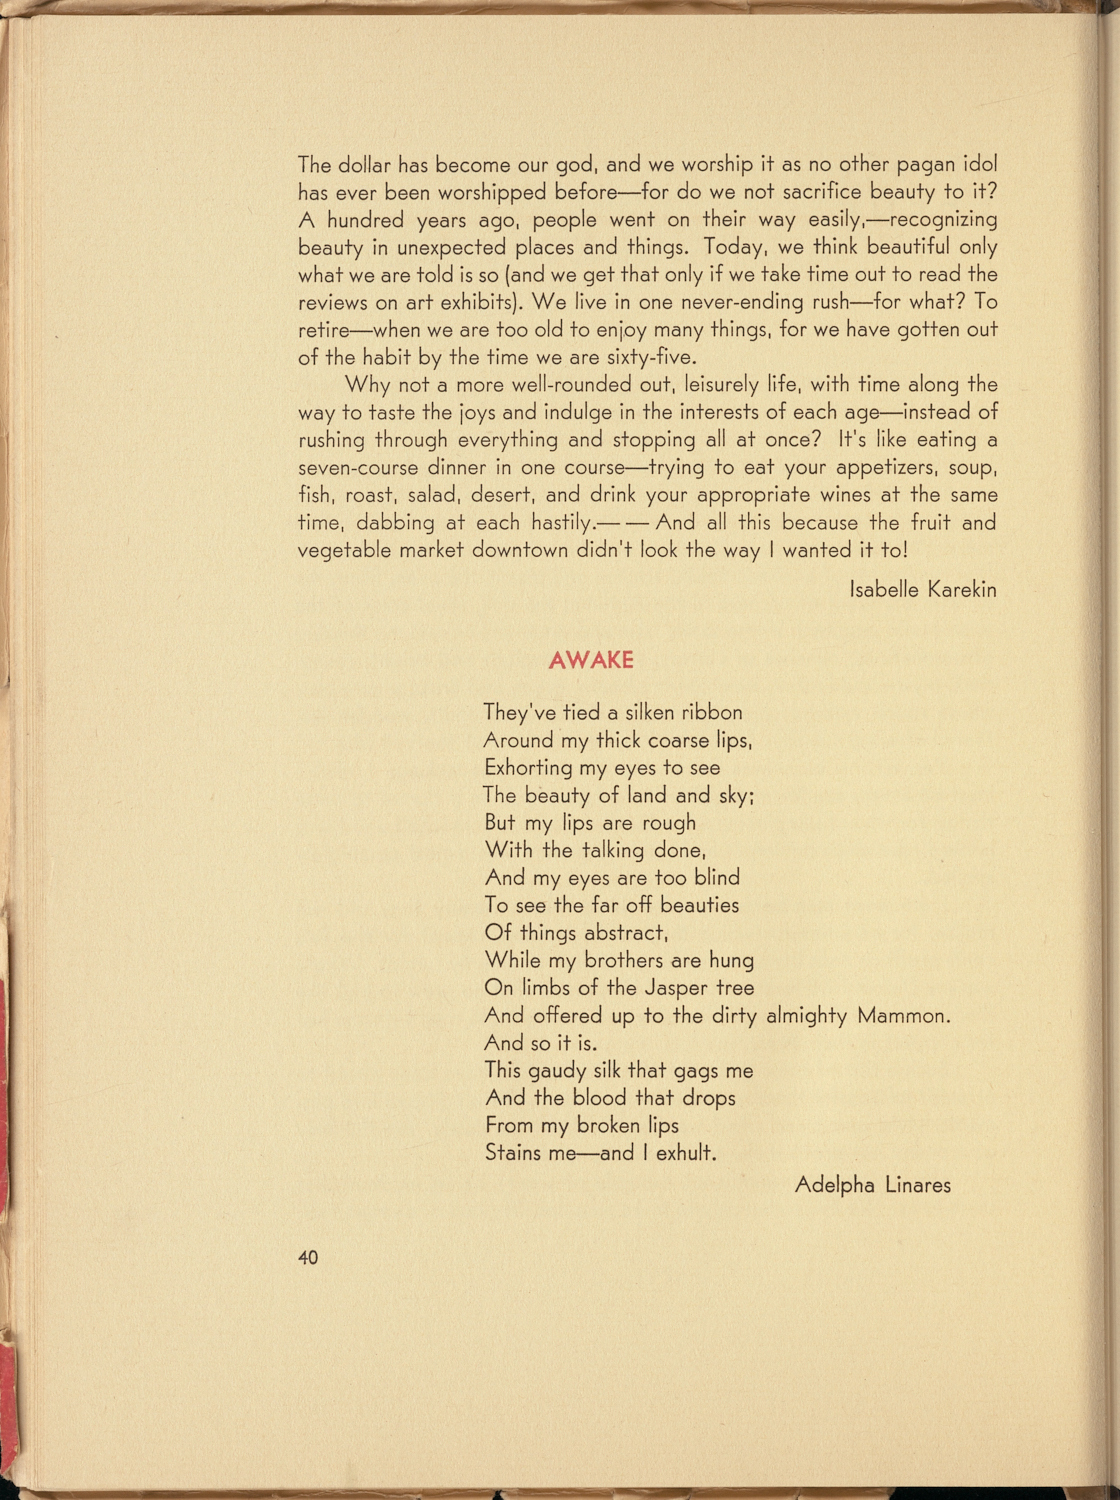 The dollar has become our god, and we worship it as no other pagan idol
has ever been worshipped before—for do we not sacrifice beauty to it?
A hundred years ago, people went on their way easily,—recognizing
beauty in unexpected places and things. Today, we think beautiful only
what we are told is so (and we get that only if we take time out to read the
reviews on art exhibits). We live in one never-ending rush—for what? To
retire—when we are too old to enjoy many things, for we have gotten out
of the habit by the time we are sixty-five.
Why not a more well-rounded out, leisurely life, with time along the
way to taste the joys and indulge in the interests of each age—instead of
rushing through everything and stopping all at once? It's like eating a
seven-course dinner in one course—trying to eat your appetizers, soup,
fish, roast, salad, desert, and drink your appropriate wines at the same
time, dabbing at each hastily.— — And all this because the fruit and
vegetable market downtown didn't look the way I wanted it to!
Isabelle Karekin
AWAKE
They've tied a silken ribbon
Around my thick coarse lips,
Exhorting my eyes to see
The beauty of land and sky;
But my lips are rough
With the talking done,
And my eyes are too blind
To see the far off beauties
Of things abstract,
While my brothers are hung
On limbs of the Jasper tree
And offered up to the dirty almighty Mammon.
And so it is.
This gaudy silk that gags me
And the blood that drops
From my broken lips
Stains me—and I exhult.
Adelpha Linares
40